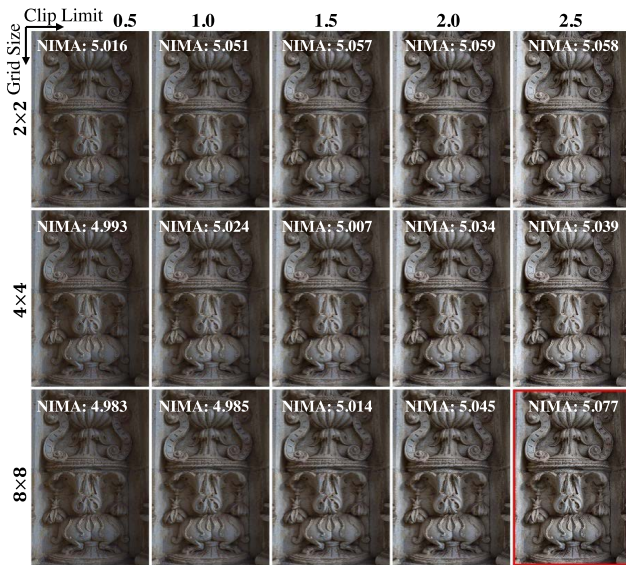 Clip Limit
0.5 1.0 1.5 2.0 2.5
Grid Size
2×2
NIMA: 5.016 NIMA: 5.051 NIMA: 5.057 NIMA: 5.059 NIMA: 5.058
4×4
NIMA: 4.993 NIMA: 5.024 NIMA: 5.007 NIMA: 5.034 NIMA: 5.039
8×8
NIMA: 4.983 NIMA: 4.985 NIMA: 5.014 NIMA: 5.045 NIMA: 5.077